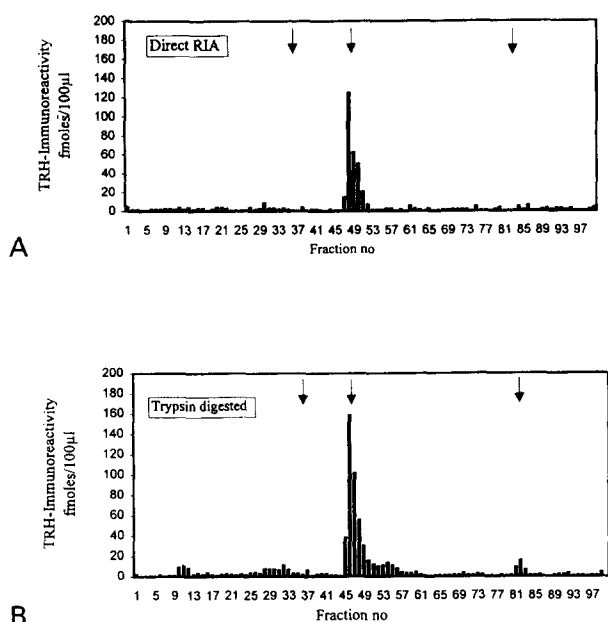 200
180
160
140
120
100
80
60
40
20
0
TRH-Immunoreactivity
fmoles/100µl
Direct RIA
1 5 9 13 17 21 25 29 33 37 41 45 49 53 57 61 65 69 73 77 81 85 89 93 97
Fraction no
A
200
180
160
140
120
100
80
60
40
20
0
TRH-Immunoreactivity
fmoles/100µl
Trypsin digested
1 5 9 13 17 21 25 29 33 37 41 45 49 53 57 61 65 69 73 77 81 85 89 93 97
Fraction no
B